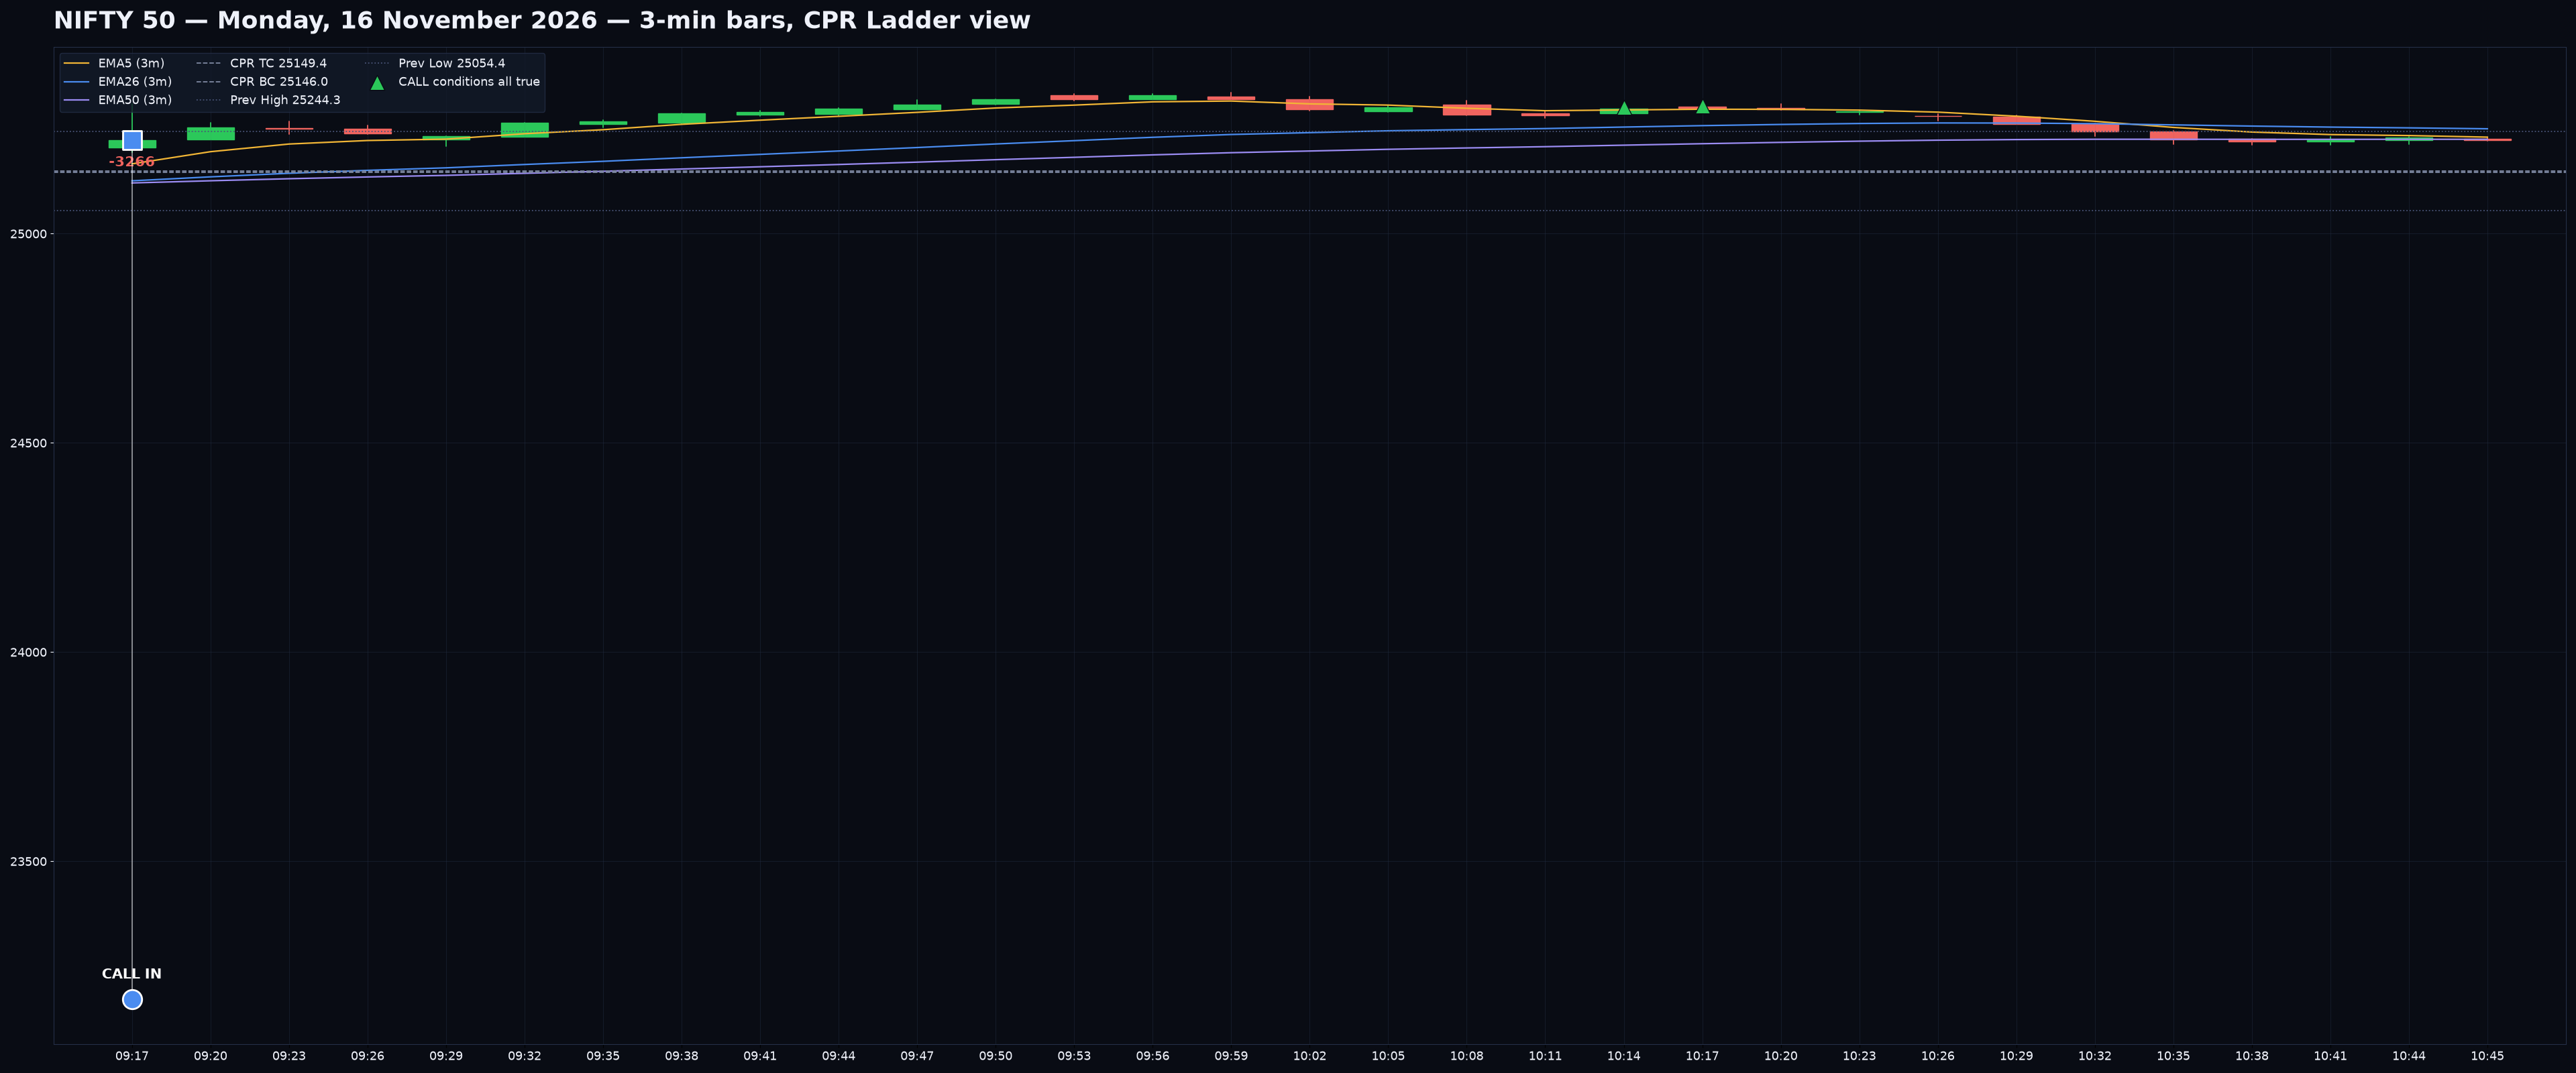 NIFTY 50 — Monday, 16 November 2026 — 3-min bars, CPR Ladder view
EMA5 (3m)
EMA26 (3m)
EMA50 (3m)
CPR TC 25149.4
CPR BC 25146.0
Prev High 25244.3
Prev Low 25054.4
CALL conditions all true
-3266
25000
24500
24000
23500
CALL IN
09:17 09:20 09:23 09:26 09:29 09:32 09:35 09:38 09:41 09:44 09:47 09:50 09:53 09:56 09:59 10:02 10:05 10:08 10:11 10:14 10:17 10:20 10:23 10:26 10:29 10:32 10:35 10:38 10:41 10:44 10:45